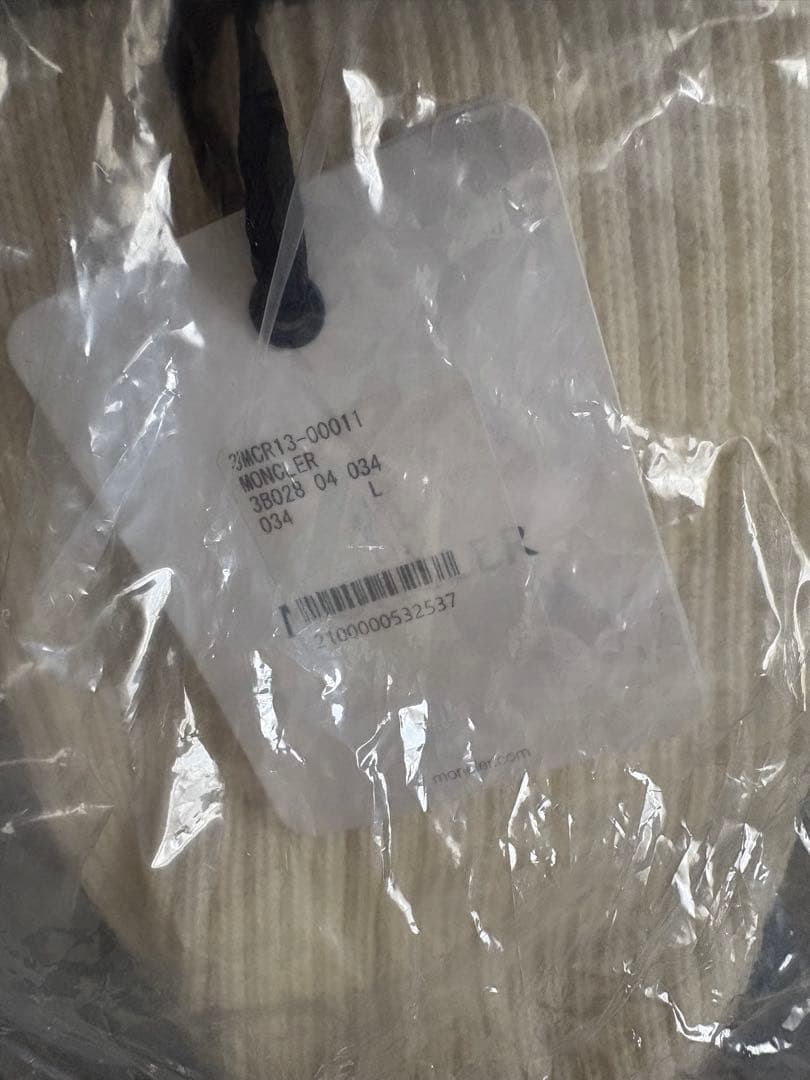 3MCR13-00011
MONCLER
3B028 04 034
034 L
2100000532537
moncler.com